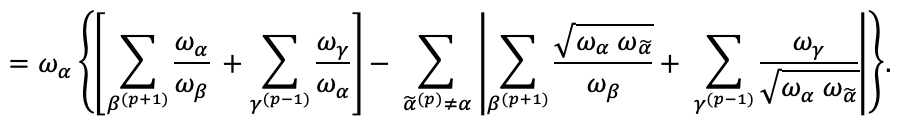 = ω_α { [ ∑_{β^{(p+1)}} ω_α/ω_β + ∑_{γ^{(p−1)}} ω_γ/ω_α ] − ∑_{α̃^{(p)}≠α} | ∑_{β^{(p+1)}} √(ω_α ω_α̃)/ω_β + ∑_{γ^{(p−1)}} ω_γ/√(ω_α ω_α̃) | }.